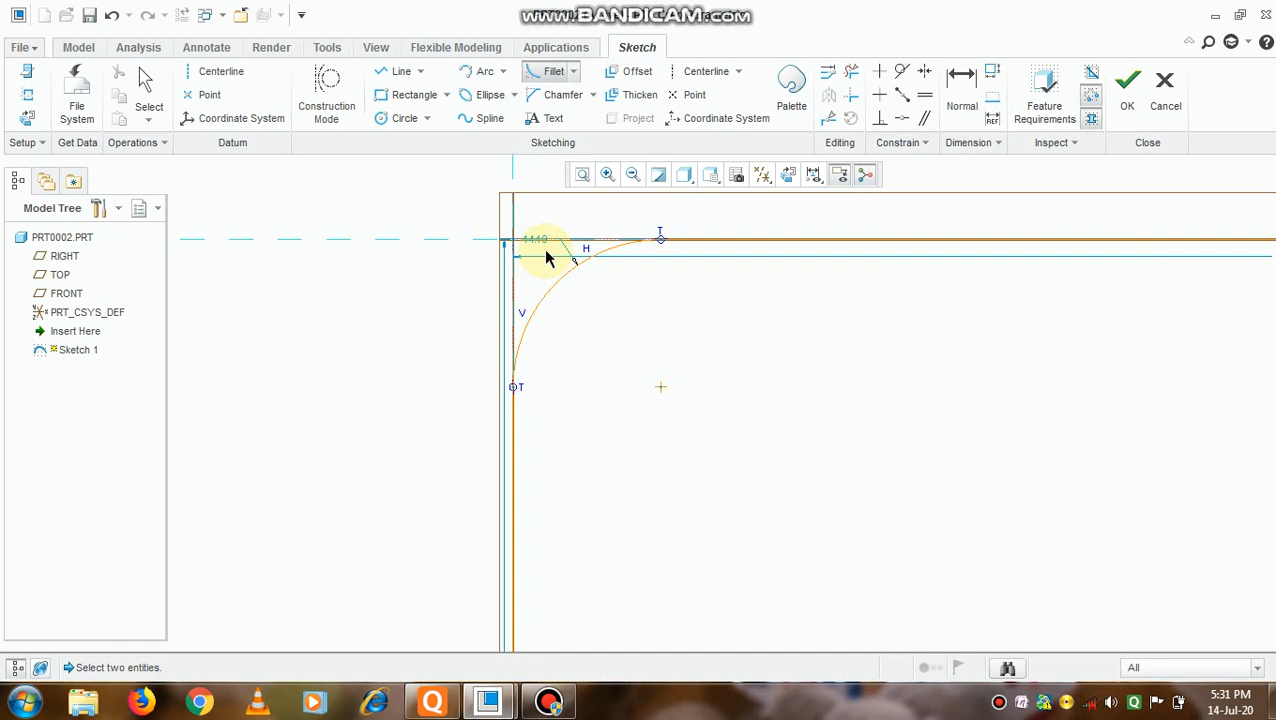 www.BANDICAM.com
File
Model
Analysis
Annotate
Render
Tools
View
Flexible Modeling
Applications
Sketch
Centerline
Line
Arc
Fillet
Offset
Centerline
Point
Rectangle
Ellipse
Chamfer
Thicken
Point
File System
Select
Coordinate System
Construction Mode
Circle
Spline
Text
Project
Coordinate System
Palette
Normal
Feature Requirements
OK
Cancel
Setup
Get Data
Operations
Datum
Sketching
Editing
Constrain
Dimension
Inspect
Close
Model Tree
PRT0002.PRT
RIGHT
TOP
FRONT
PRT_CSYS_DEF
Insert Here
Sketch 1
T
H
V
T
Select two entities.
All
5:31 PM
14-Jul-20